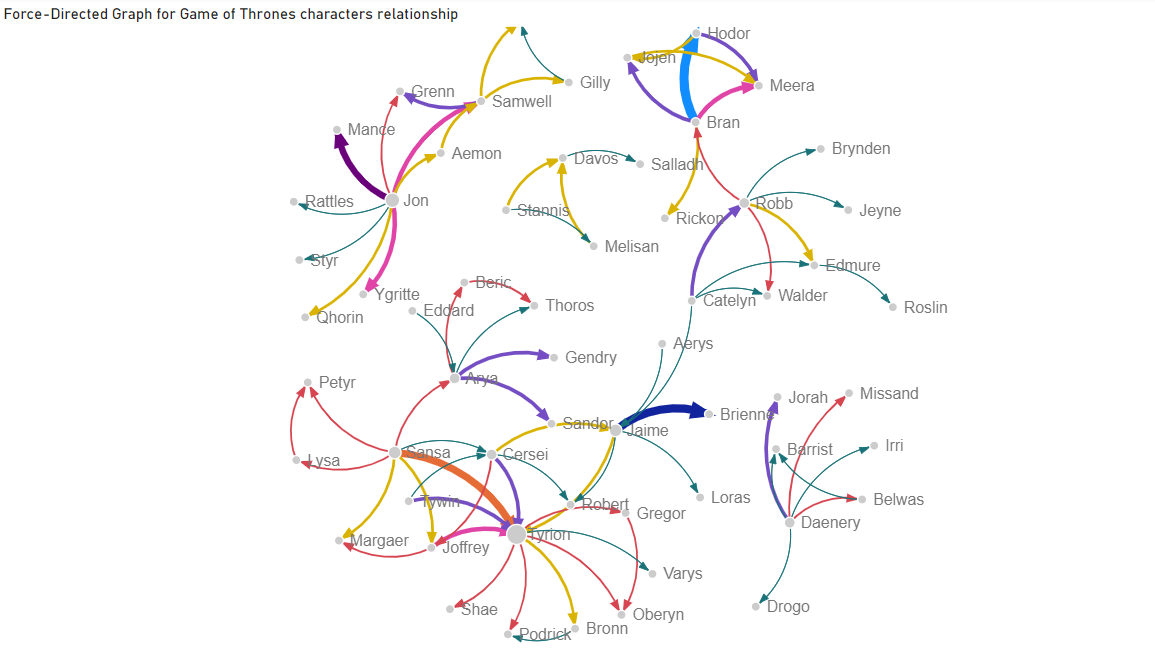 Force-Directed Graph for Game of Thrones characters relationship
Hodor
Jojen
Gilly
Meera
Grenn
Samwell
Bran
Mance
Brynden
Aemon
Davos
Salladh
Rattles
Jon
Robb
Stannis
Jeyne
Rickon
Melisan
Styr
Edmure
Beric
Ygritte
Walder
Catelyn
Thoros
Roslin
Eddard
Qhorin
Aerys
Gendry
Arya
Petyr
Missand
Jorah
Brienne
Sandor
Jaime
Irri
Barrist
Sansa
Cersei
Lysa
Loras
Belwas
Tywin
Robert
Gregor
Daenery
Tyrion
Margaer
Joffrey
Varys
Drogo
Shae
Oberyn
Bronn
Podrick